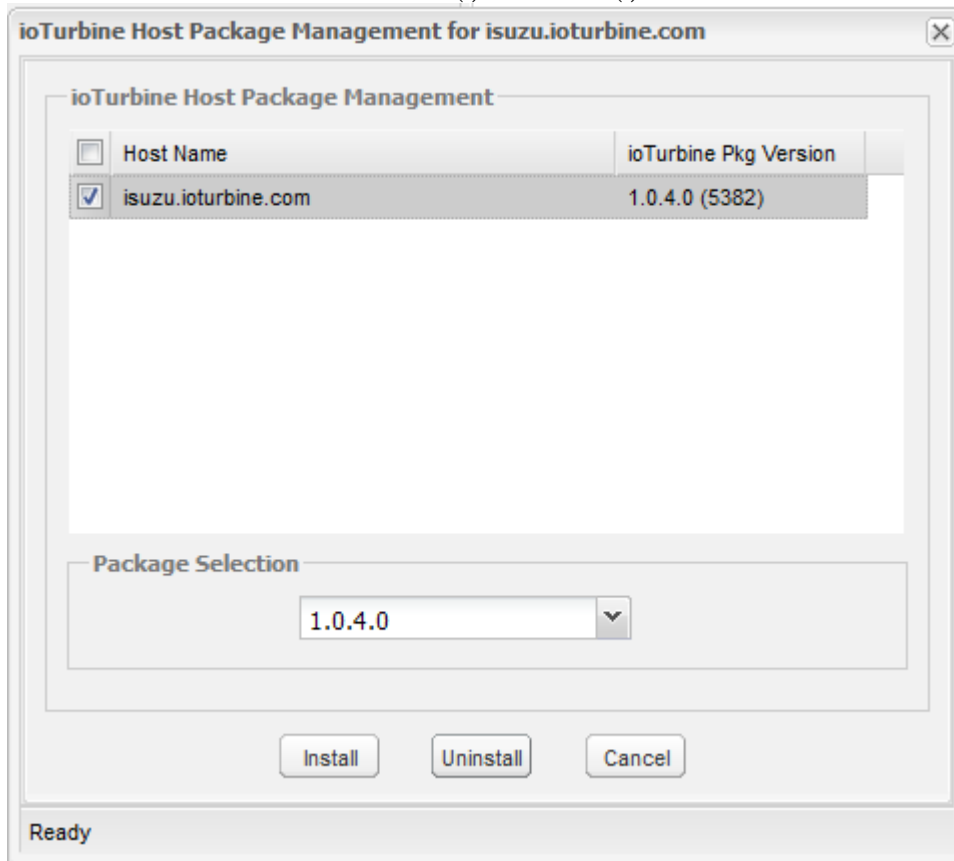 ioTurbine Host Package Management for isuzu.ioturbine.com
ioTurbine Host Package Management
Host Name ioTurbine Pkg Version
isuzu.ioturbine.com 1.0.4.0 (5382)
Package Selection
1.0.4.0
Install Uninstall Cancel
Ready